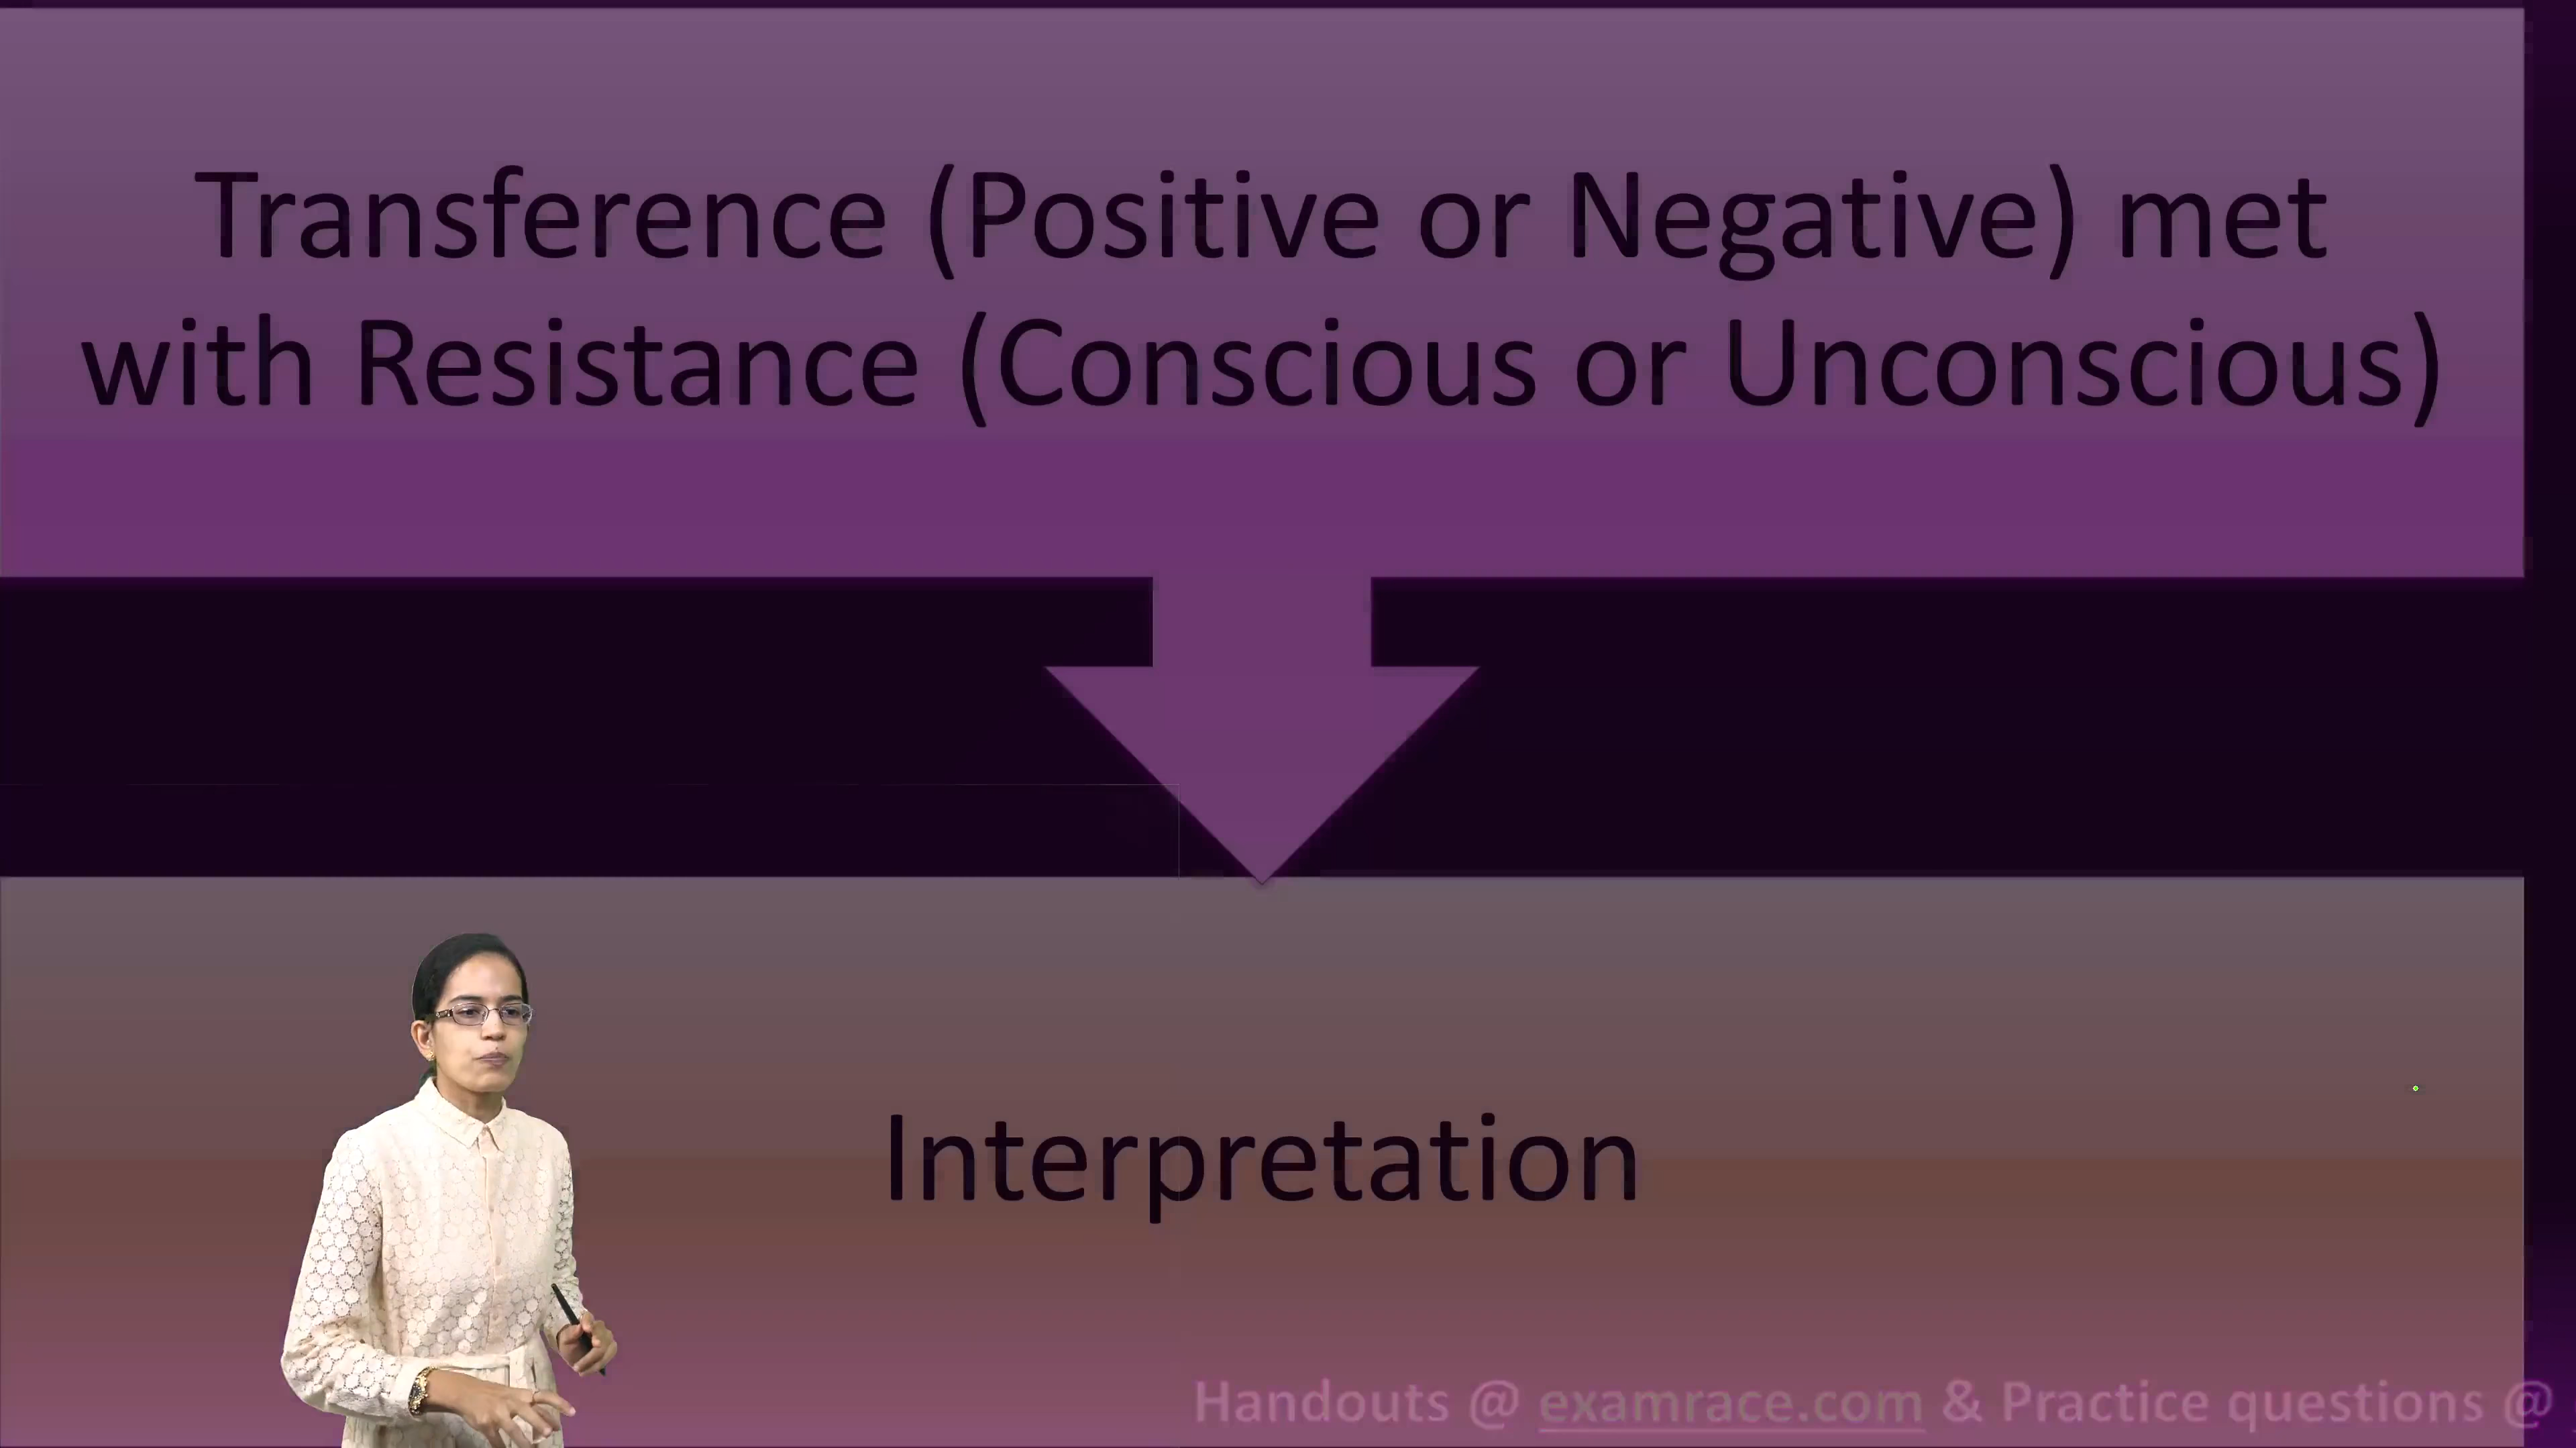 Transference (Positive or Negative) met
with Resistance (Conscious or Unconscious)
Interpretation
Handouts @ examrace.com & Practice questions @